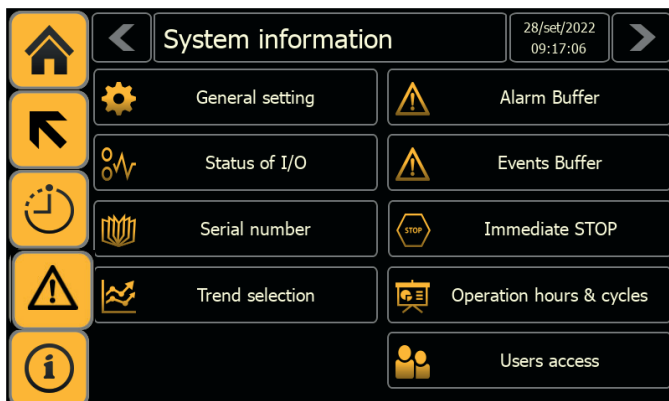 System information
28/set/2022
09:17:06
General setting
Alarm Buffer
Status of I/O
Events Buffer
Serial number
STOP
Immediate STOP
Trend selection
Operation hours & cycles
Users access